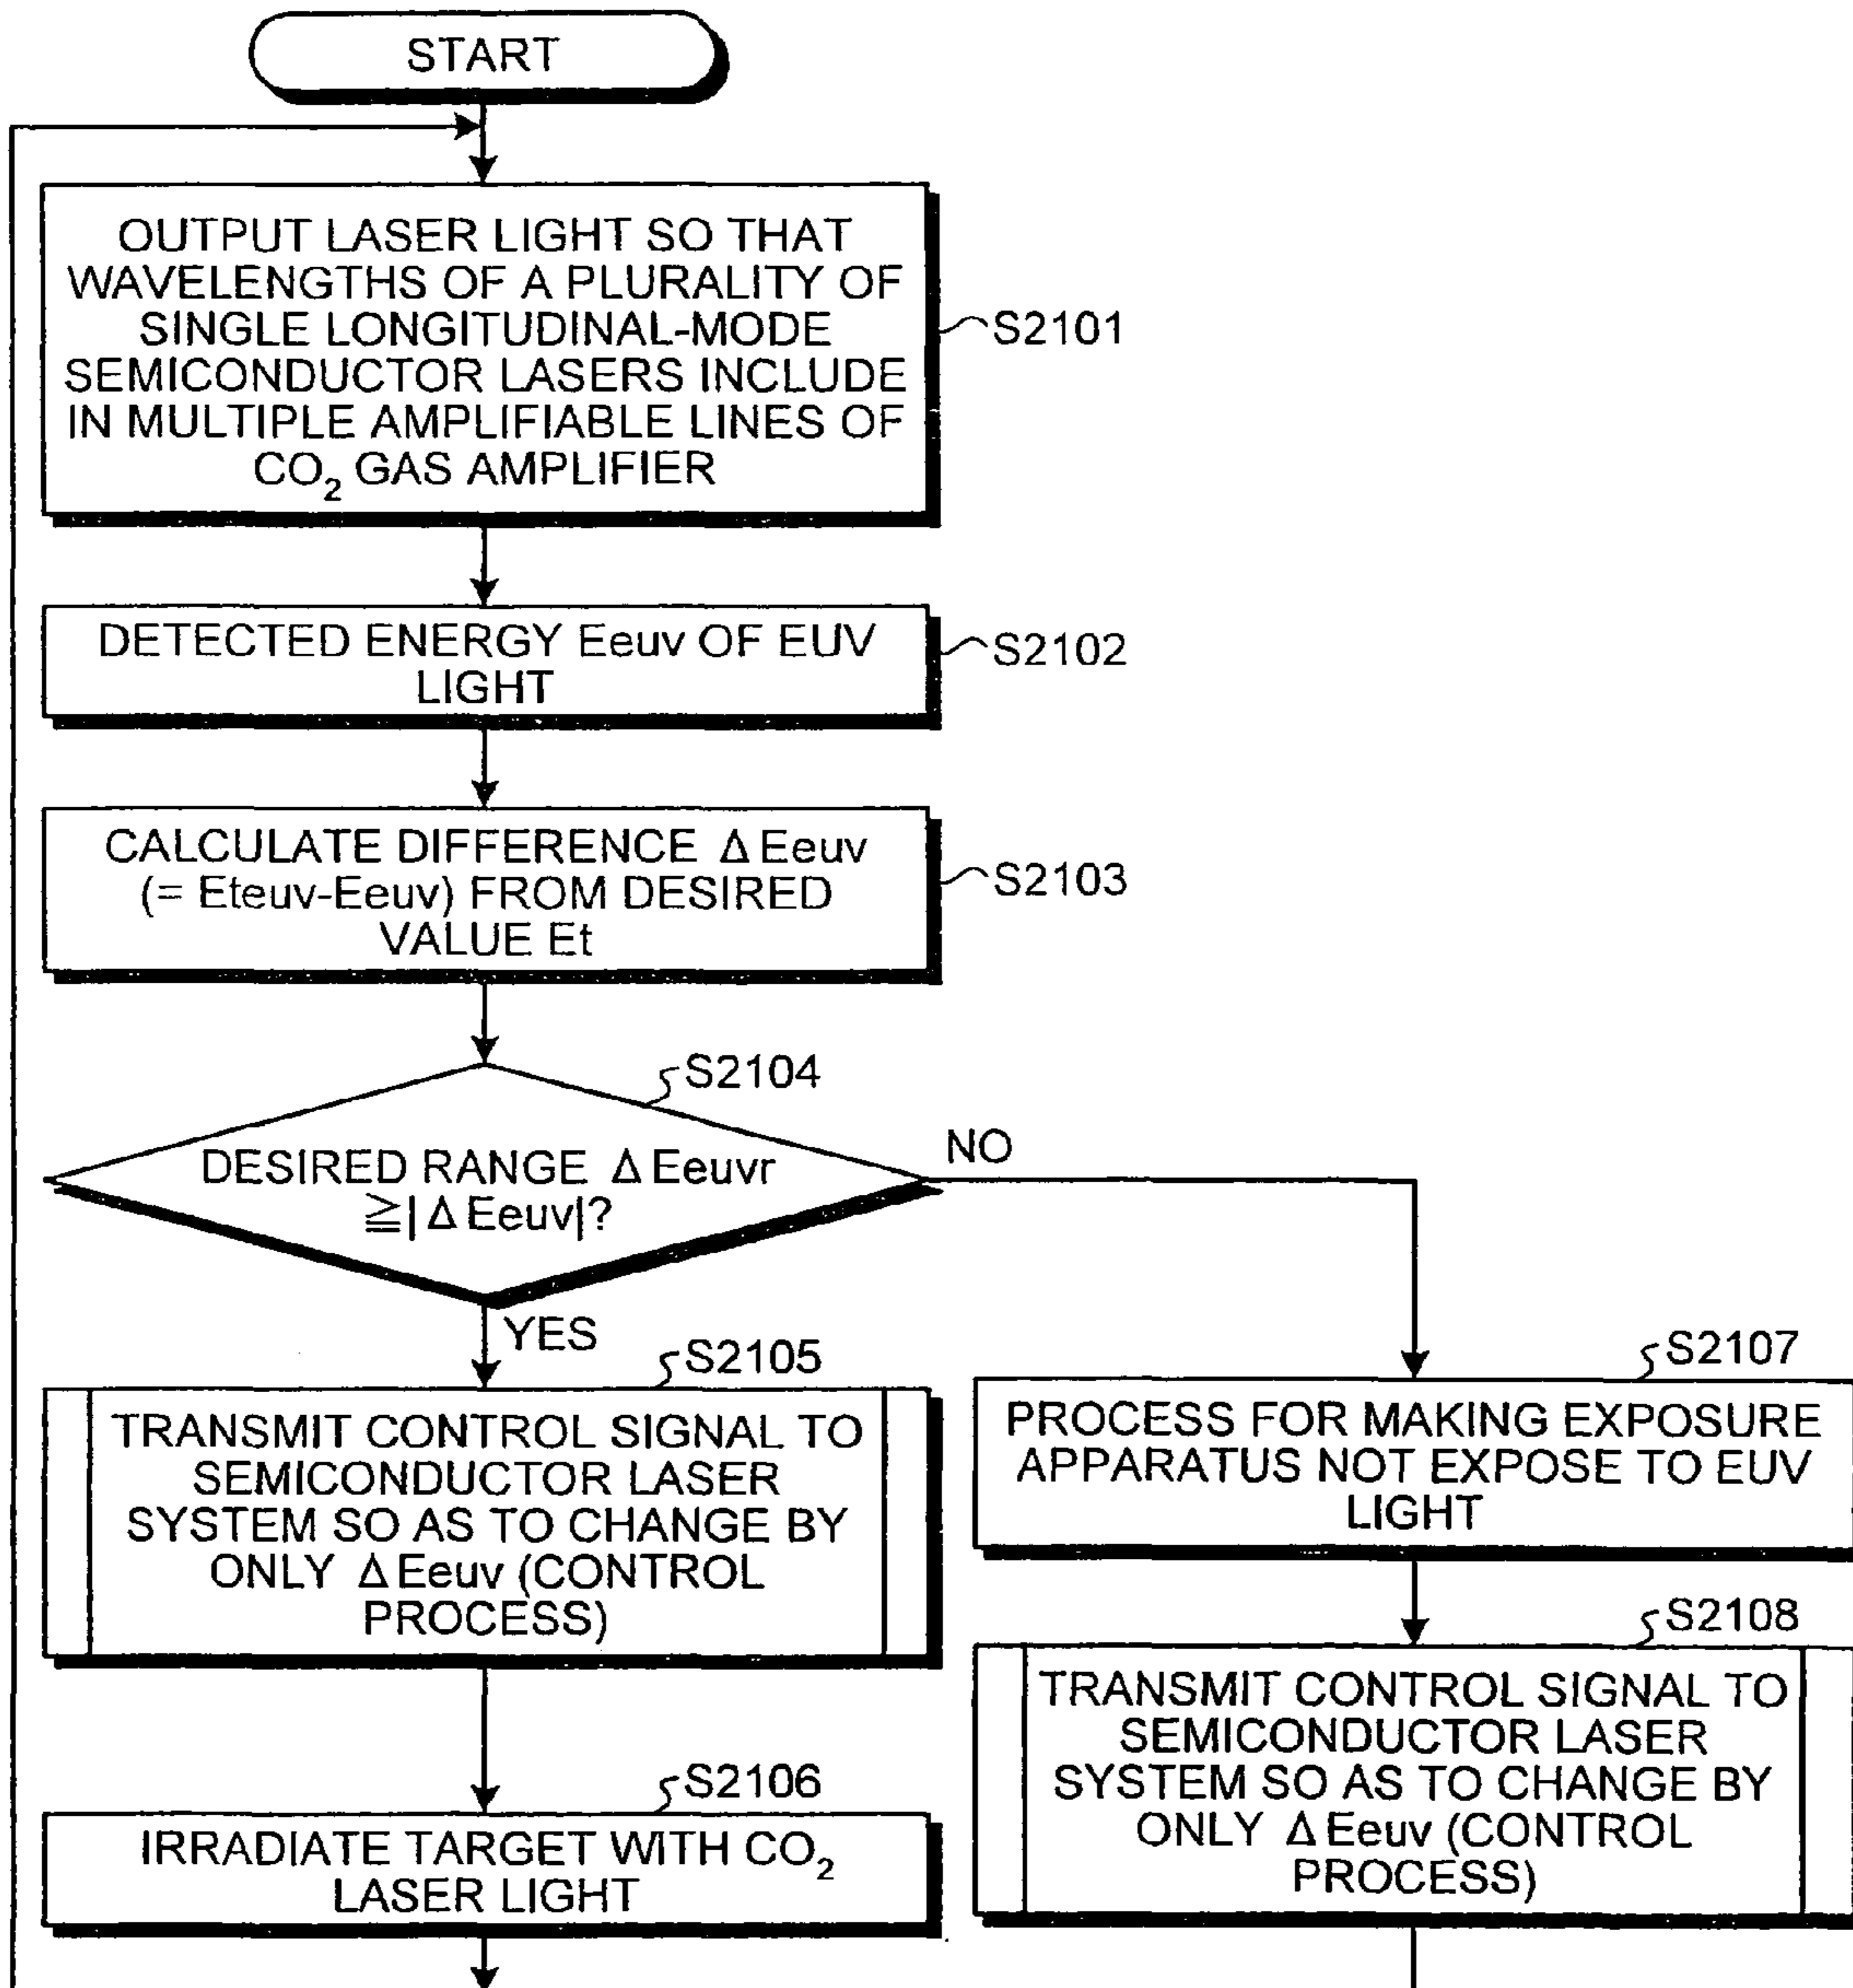 START
OUTPUT LASER LIGHT SO THAT
WAVELENGTHS OF A PLURALITY OF
SINGLE LONGITUDINAL-MODE
SEMICONDUCTOR LASERS INCLUDE
IN MULTIPLE AMPLIFIABLE LINES OF
CO₂ GAS AMPLIFIER
S2101
DETECTED ENERGY Eeuv OF EUV
LIGHT
S2102
CALCULATE DIFFERENCE Δ Eeuv
(= Eteuv-Eeuv) FROM DESIRED
VALUE Et
S2103
S2104
DESIRED RANGE Δ Eeuvr
≧| Δ Eeuv|?
NO
YES
S2105
TRANSMIT CONTROL SIGNAL TO
SEMICONDUCTOR LASER
SYSTEM SO AS TO CHANGE BY
ONLY Δ Eeuv (CONTROL
PROCESS)
S2107
PROCESS FOR MAKING EXPOSURE
APPARATUS NOT EXPOSE TO EUV
LIGHT
S2106
IRRADIATE TARGET WITH CO₂
LASER LIGHT
S2108
TRANSMIT CONTROL SIGNAL TO
SEMICONDUCTOR LASER
SYSTEM SO AS TO CHANGE BY
ONLY Δ Eeuv (CONTROL
PROCESS)